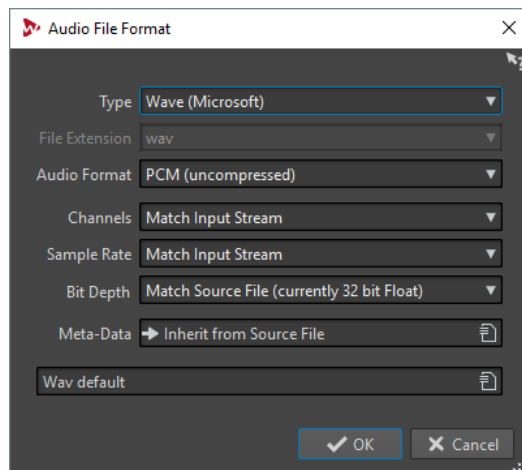 Audio File Format
Type Wave (Microsoft)
File Extension wav
Audio Format PCM (uncompressed)
Channels Match Input Stream
Sample Rate Match Input Stream
Bit Depth Match Source File (currently 32 bit Float)
Meta-Data Inherit from Source File
Wav default
OK Cancel